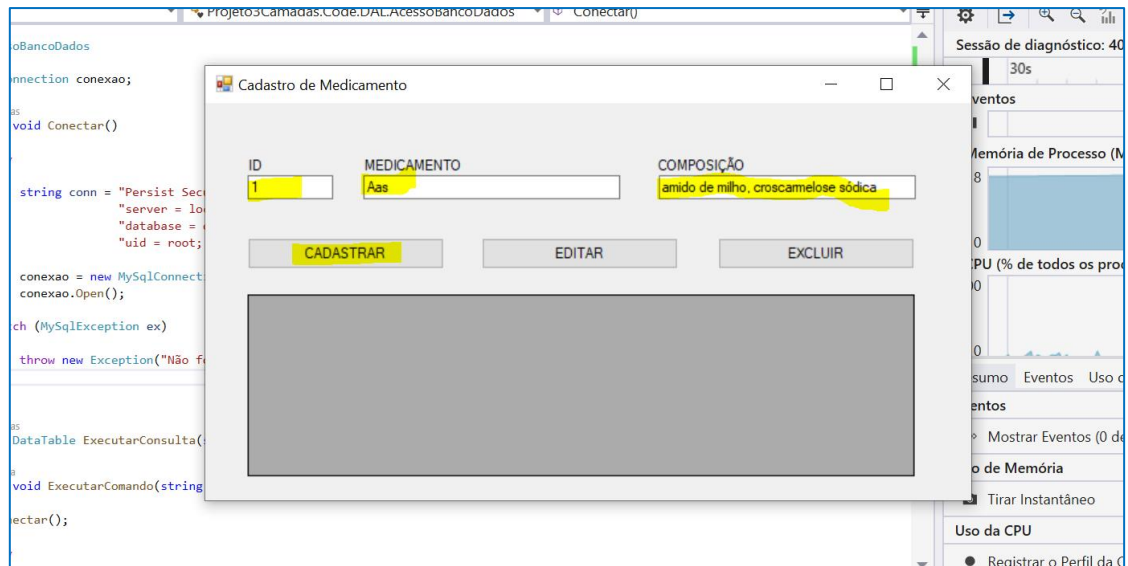 Projeto3Camadas.Code.DAL.AcessoBancoDados
Conectar()
oBancoDados
nnection conexao;
as
void Conectar()
string conn = "Persist Sec
"server = lo
"database =
"uid = root;
conexao = new MySqlConnect
conexao.Open();
ch (MySqlException ex)
throw new Exception("Não f
as
DataTable ExecutarConsulta(
a
void ExecutarComando(string
ectar();
Cadastro de Medicamento
ID
MEDICAMENTO
COMPOSIÇÃO
1
Aas
amido de milho, croscarmelose sódica
CADASTRAR
EDITAR
EXCLUIR
Sessão de diagnóstico: 40
30s
ventos
Memória de Processo (M
8
0
CPU (% de todos os proc
00
0
sumo
Eventos
Uso d
entos
Mostrar Eventos (0 de
o de Memória
Tirar Instantâneo
Uso da CPU
Registrar o Perfil da C